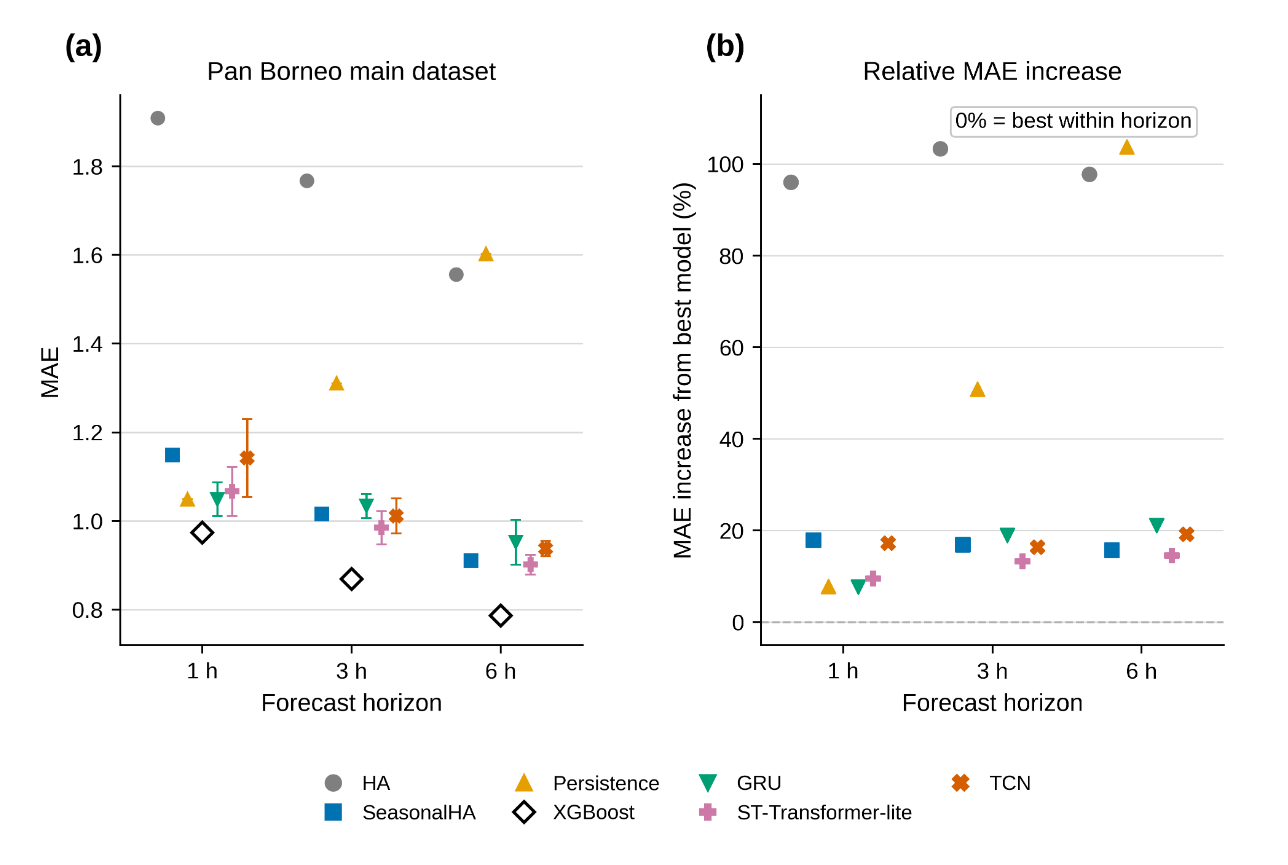 (a)
Pan Borneo main dataset
MAE
1.8
1.6
1.4
1.2
1.0
0.8
1 h
3 h
6 h
Forecast horizon
(b)
Relative MAE increase
0% = best within horizon
MAE increase from best model (%)
100
80
60
40
20
0
1 h
3 h
6 h
Forecast horizon
HA
Persistence
GRU
TCN
SeasonalHA
XGBoost
ST-Transformer-lite